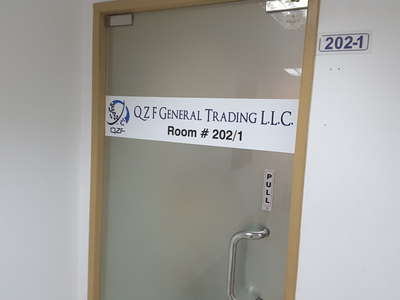 202-1
QZF GENERAL TRADING L.L.C.
QZF
Room # 202/1
PULL